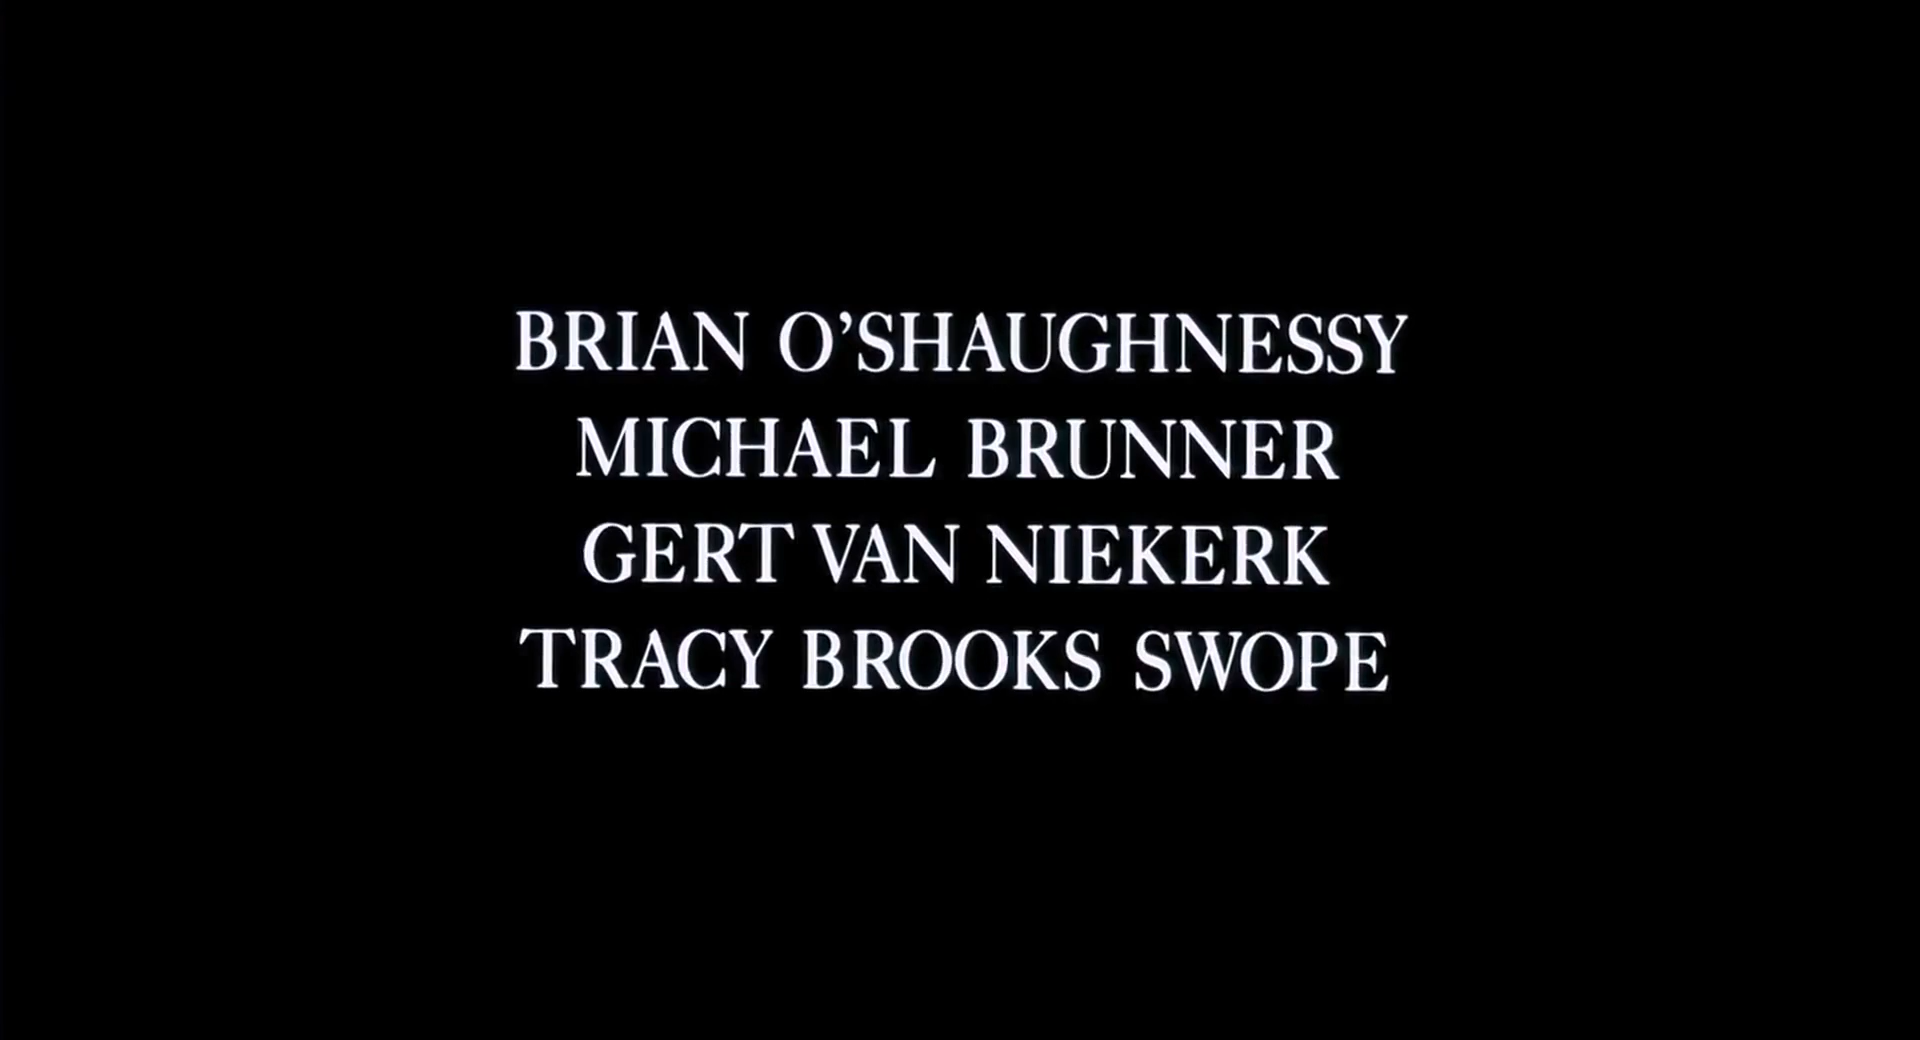 BRIAN O’SHAUGHNESSY
MICHAEL BRUNNER
GERT VAN NIEKERK
TRACY BROOKS SWOPE